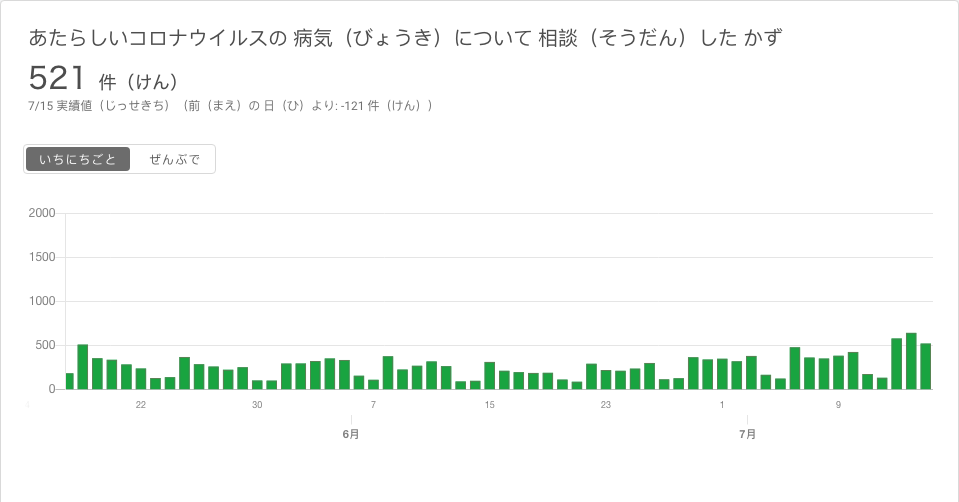 あたらしいコロナウイルスの 病気（びょうき）について 相談（そうだん）した かず
521 件（けん）
7/15 実績値（じっせきち）（前（まえ）の 日（ひ）より: -121 件（けん））
いちにちごと ぜんぶで
2000
1500
1000
500
0
22 30 7 15 23 1 9
6月 7月